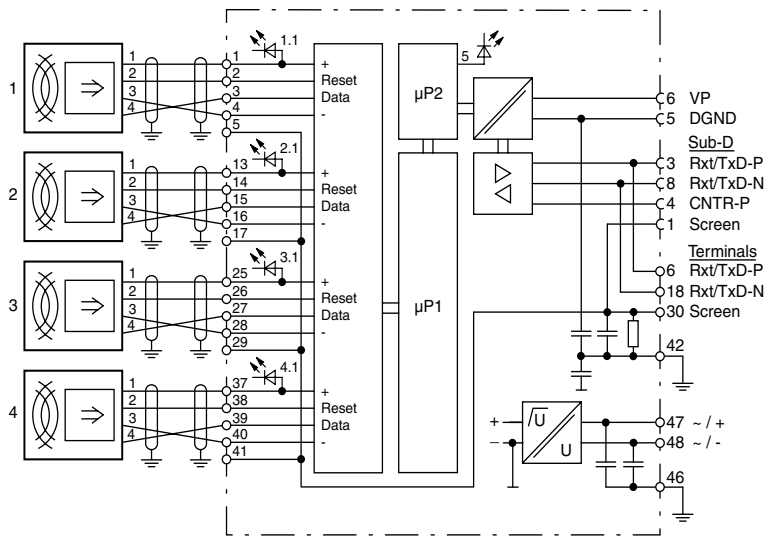 1
1
2
3
4
1
2
3
4
5
1.1
+
Reset
Data
-
2
1
2
3
4
13
14
15
16
17
2.1
+
Reset
Data
-
3
1
2
3
4
25
26
27
28
29
3.1
+
Reset
Data
-
4
1
2
3
4
37
38
39
40
41
4.1
+
Reset
Data
-
µP2
5
µP1
6 VP
5 DGND
Sub-D
3 Rxt/TxD-P
8 Rxt/TxD-N
4 CNTR-P
1 Screen
Terminals
6 Rxt/TxD-P
18 Rxt/TxD-N
30 Screen
42
+
–
U
U
47 ~ / +
48 ~ / -
46